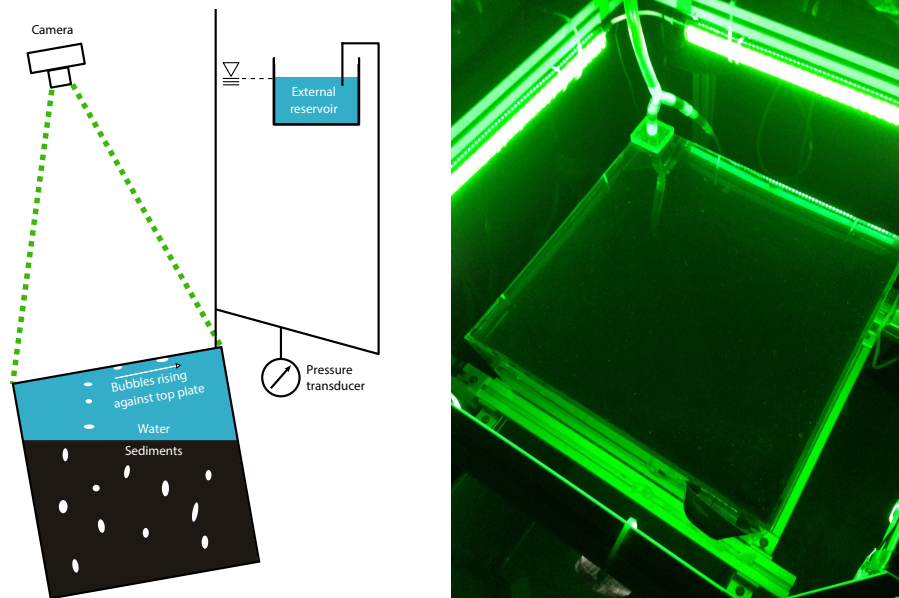 Camera
External
reservoir
Pressure
transducer
Bubbles rising
against top plate
Water
Sediments